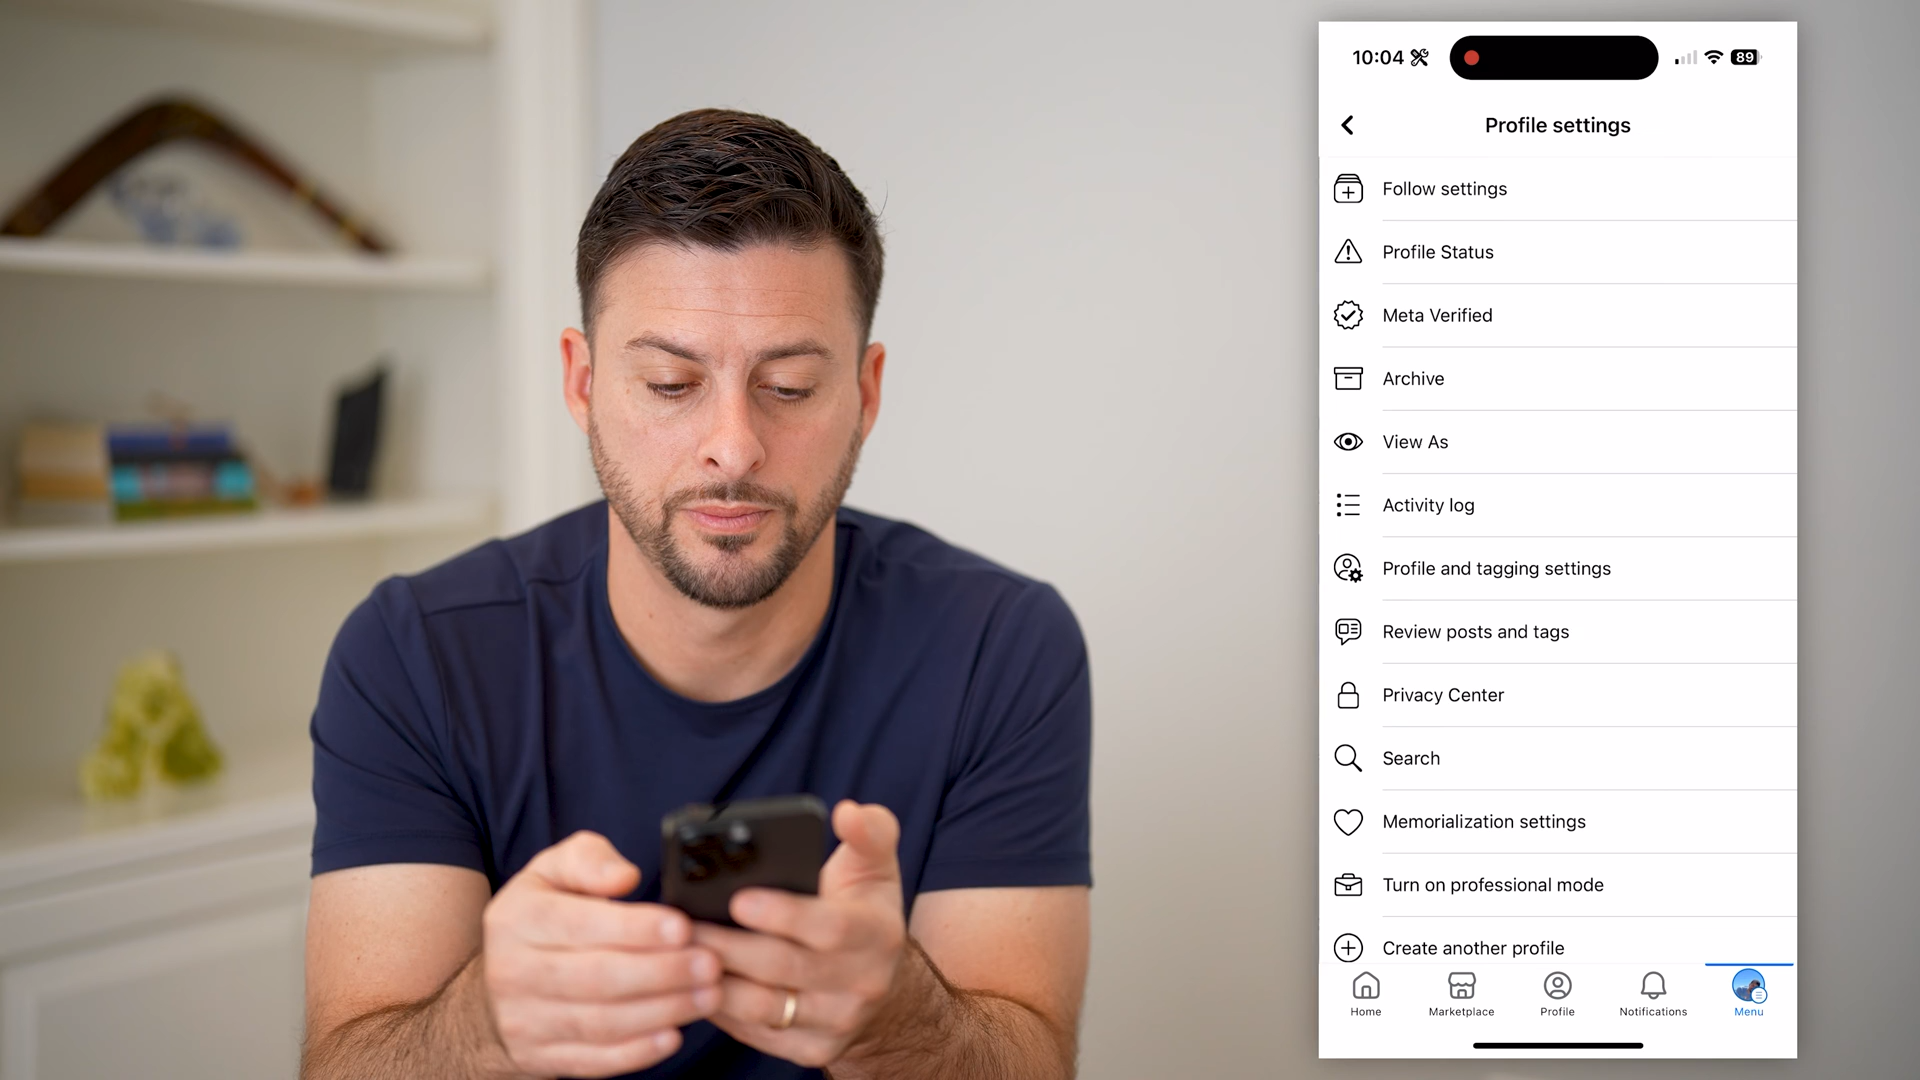 10:04
89
Profile settings
Follow settings
Profile Status
Meta Verified
Archive
View As
Activity log
Profile and tagging settings
Review posts and tags
Privacy Center
Search
Memorialization settings
Turn on professional mode
Create another profile
Home
Marketplace
Profile
Notifications
Menu